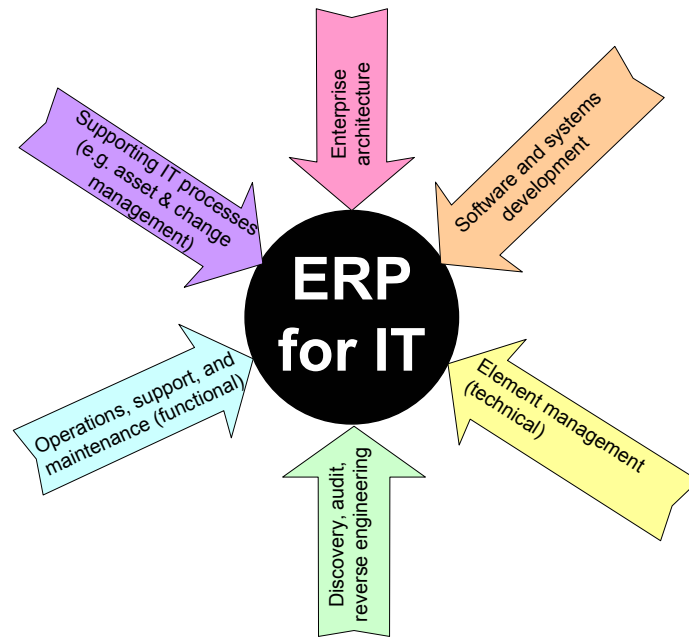 Enterprise
architecture
Software and systems
development
Supporting IT processes
(e.g. asset & change
management)
ERP
for IT
Operations, support, and
maintenance (functional)
Element management
(technical)
Discovery, audit,
reverse engineering